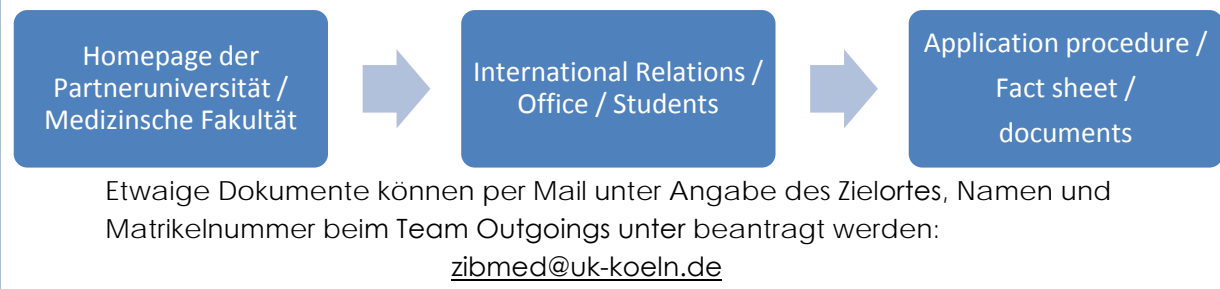 Homepage der
Partneruniversität /
Medizinsche Fakultät
International Relations /
Office / Students
Application procedure /
Fact sheet /
documents
Etwaige Dokumente können per Mail unter Angabe des Zielortes, Namen und
Matrikelnummer beim Team Outgoings unter beantragt werden:
zibmed@uk-koeln.de